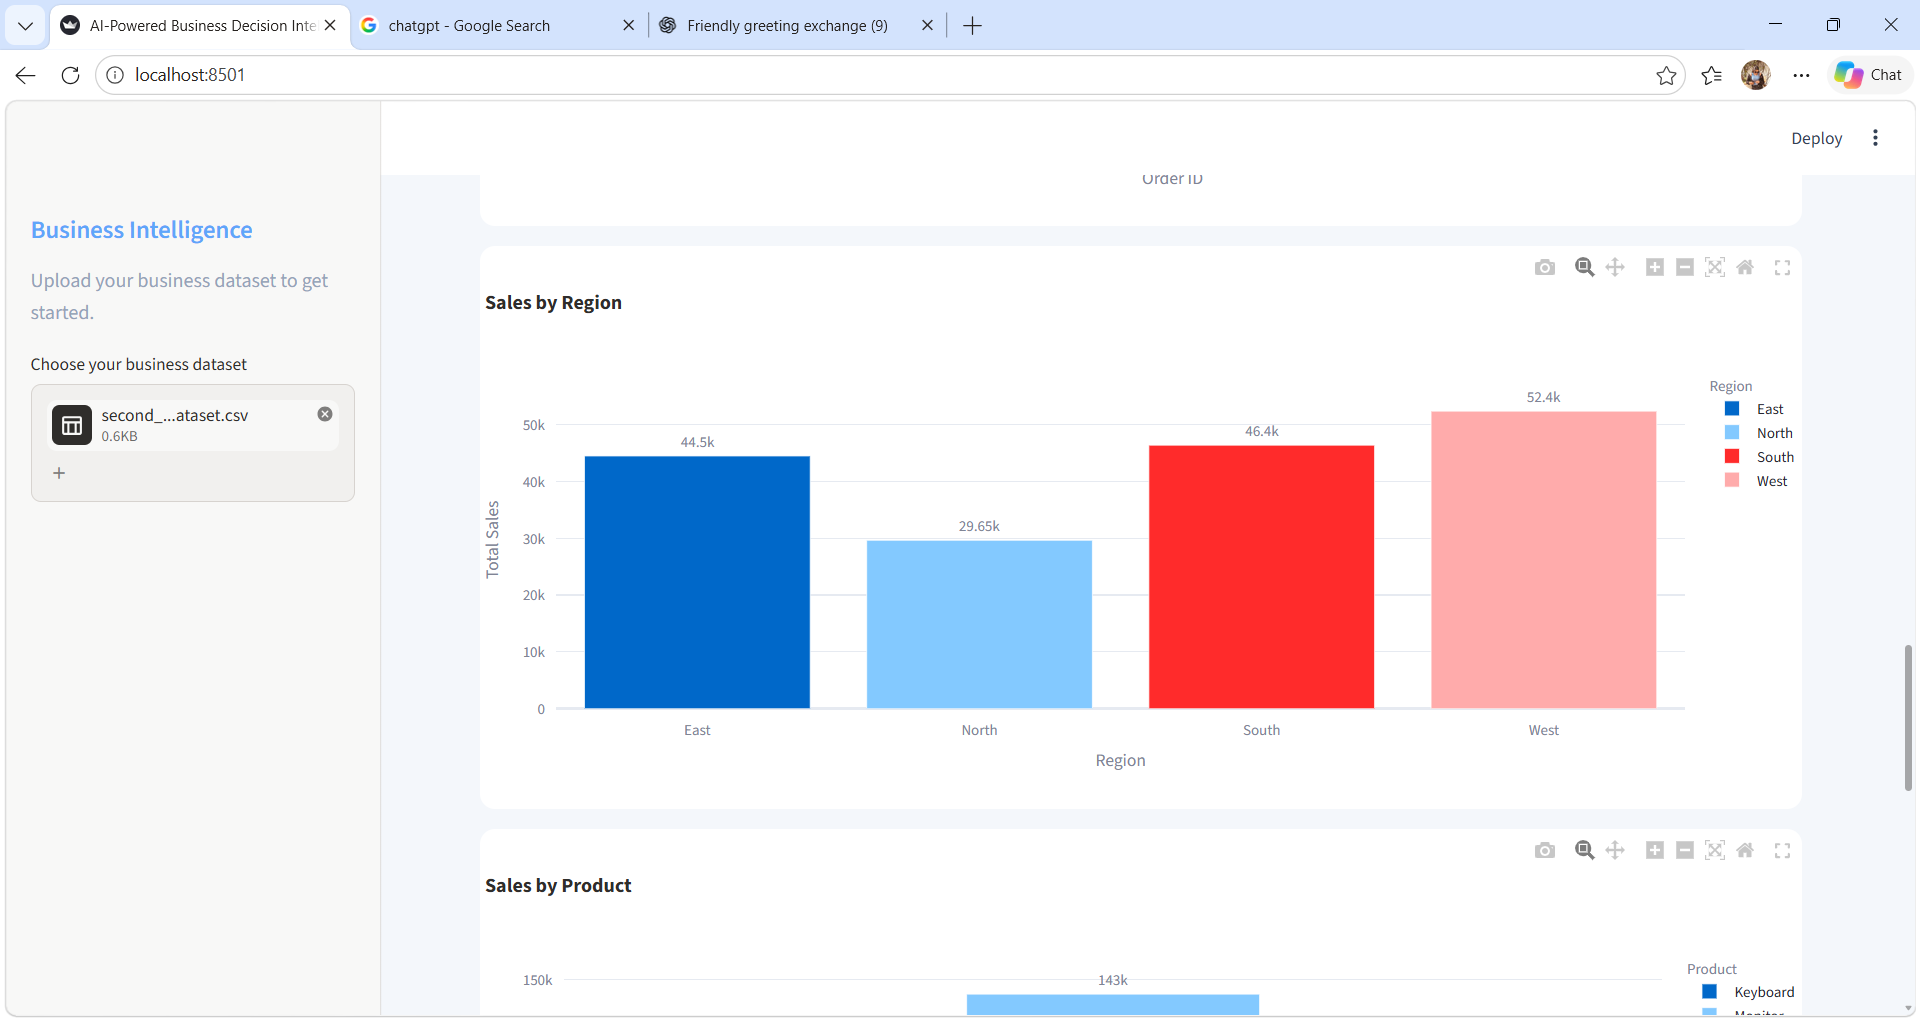 AI-Powered Business Decision Inte
chatgpt - Google Search
Friendly greeting exchange (9)
localhost:8501
Chat
Deploy
Business Intelligence
Upload your business dataset to get
started.
Choose your business dataset
second_...ataset.csv
0.6KB
Order ID
Sales by Region
Region
East
North
South
West
52.4k
46.4k
44.5k
29.65k
50k
40k
30k
20k
10k
0
Total Sales
East
North
South
West
Region
Sales by Product
150k
143k
Product
Keyboard
Monitor